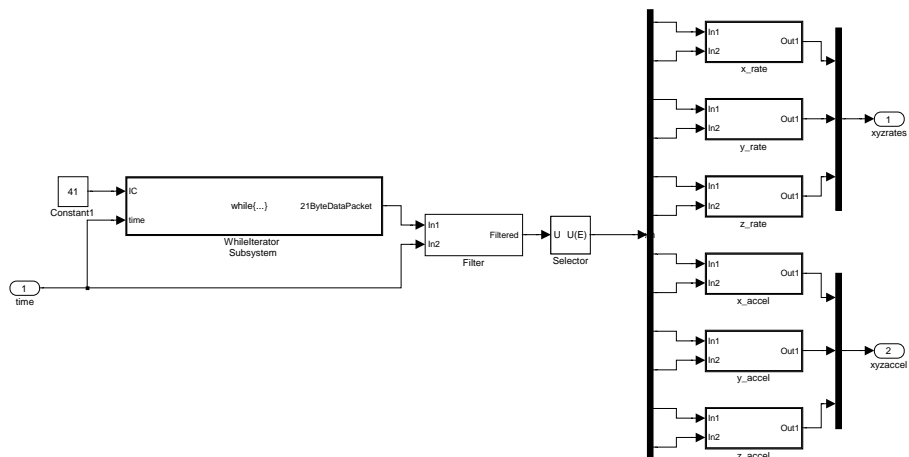 In1
In2
Out1
x_rate
In1
In2
Out1
y_rate
1
xyzrates
In1
In2
Out1
z_rate
41
Constant1
IC
time
while{...}
21ByteDataPacket
WhileIterator
Subsystem
In1
In2
Filtered
Filter
U U(E)
Selector
1
time
In1
In2
Out1
x_accel
In1
In2
Out1
y_accel
2
xyzaccel
In1
In2
Out1
z_accel